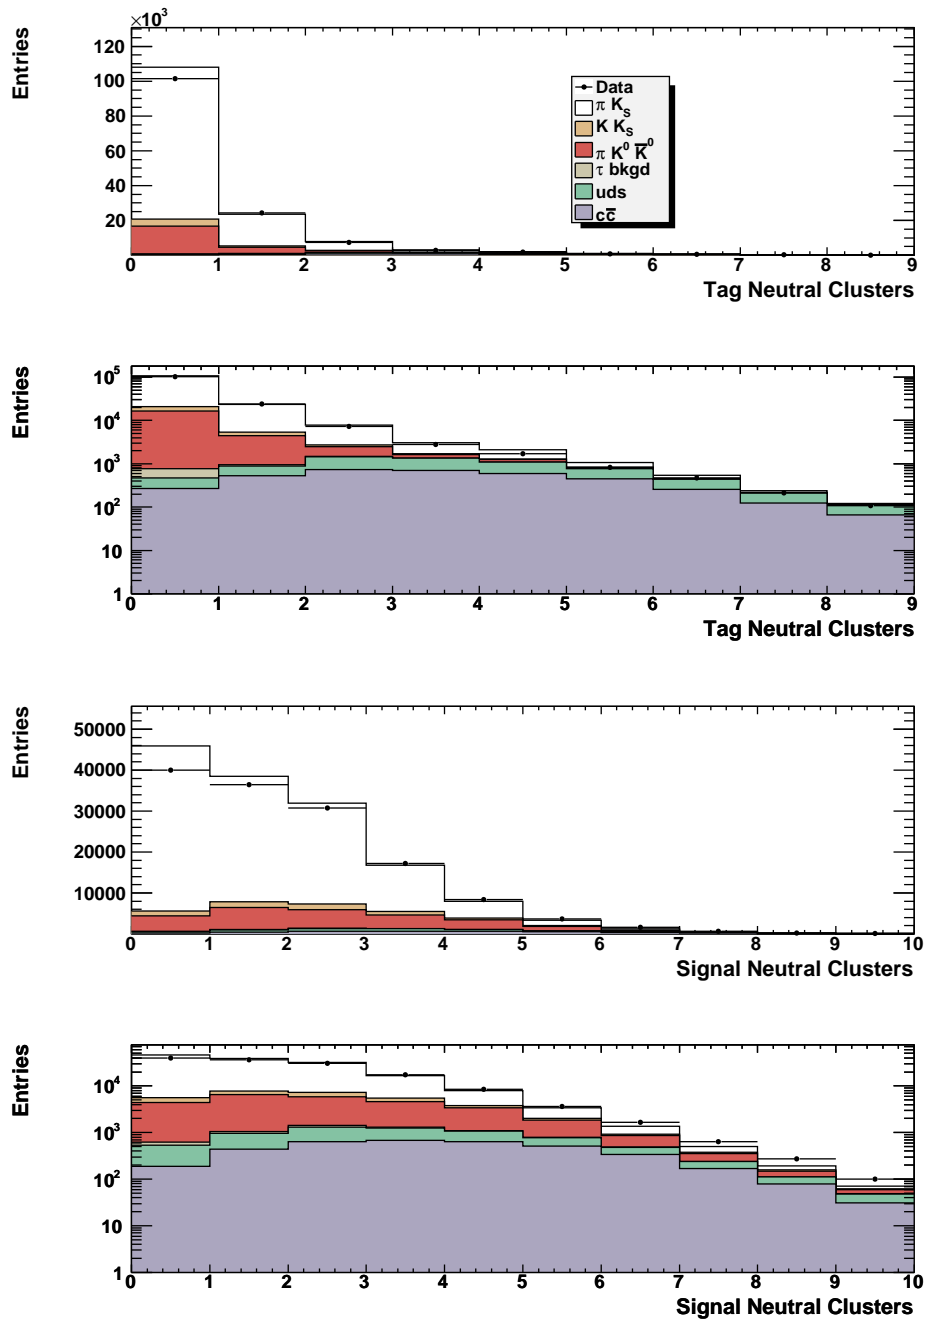 ×10³
Entries
120
100
80
60
40
20
Data
π K_S
K K_S
π K⁰ K̅⁰
τ bkgd
uds
cc̅
0 1 2 3 4 5 6 7 8 9
Tag Neutral Clusters
Entries
10⁵
10⁴
10³
10²
10
1
0 1 2 3 4 5 6 7 8 9
Tag Neutral Clusters
Entries
50000
40000
30000
20000
10000
0 1 2 3 4 5 6 7 8 9 10
Signal Neutral Clusters
Entries
10⁴
10³
10²
10
1
0 1 2 3 4 5 6 7 8 9 10
Signal Neutral Clusters